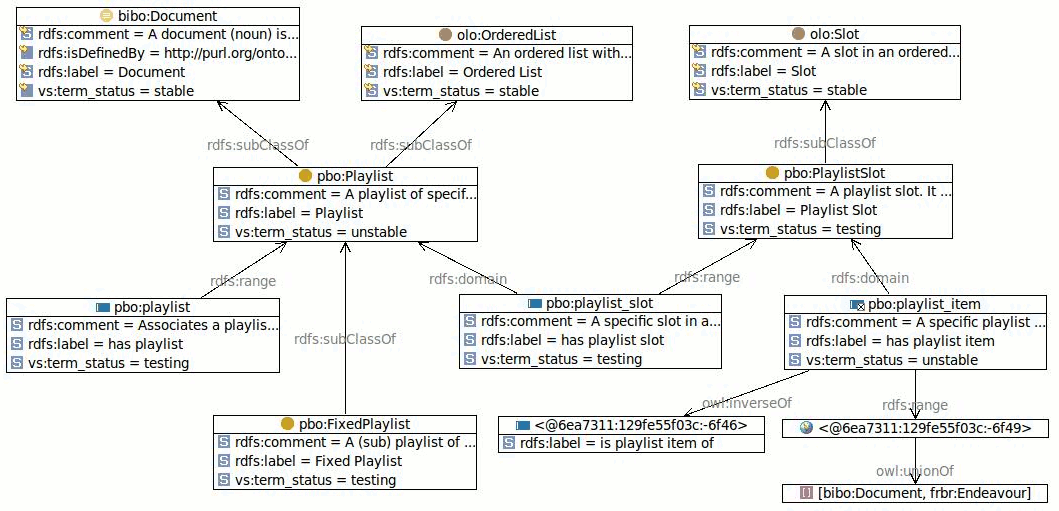 bibo:Document
rdfs:comment = A document (noun) is...
rdfs:isDefinedBy = http://purl.org/onto...
rdfs:label = Document
vs:term_status = stable
olo:OrderedList
rdfs:comment = An ordered list with...
rdfs:label = Ordered List
vs:term_status = stable
olo:Slot
rdfs:comment = A slot in an ordered...
rdfs:label = Slot
vs:term_status = stable
rdfs:subClassOf
rdfs:subClassOf
rdfs:subClassOf
pbo:Playlist
rdfs:comment = A playlist of specif...
rdfs:label = Playlist
vs:term_status = unstable
pbo:PlaylistSlot
rdfs:comment = A playlist slot. It ...
rdfs:label = Playlist Slot
vs:term_status = testing
rdfs:range
rdfs:domain
rdfs:range
rdfs:domain
pbo:playlist
rdfs:comment = Associates a playlis...
rdfs:label = has playlist
vs:term_status = testing
rdfs:subClassOf
pbo:playlist_slot
rdfs:comment = A specific slot in a...
rdfs:label = has playlist slot
vs:term_status = testing
pbo:playlist_item
rdfs:comment = A specific playlist ...
rdfs:label = has playlist item
vs:term_status = unstable
owl:inverseOf
rdfs:range
pbo:FixedPlaylist
rdfs:comment = A (sub) playlist of ...
rdfs:label = Fixed Playlist
vs:term_status = testing
<@6ea7311:129fe55f03c:-6f46>
rdfs:label = is playlist item of
<@6ea7311:129fe55f03c:-6f49>
owl:unionOf
[bibo:Document, frbr:Endeavour]